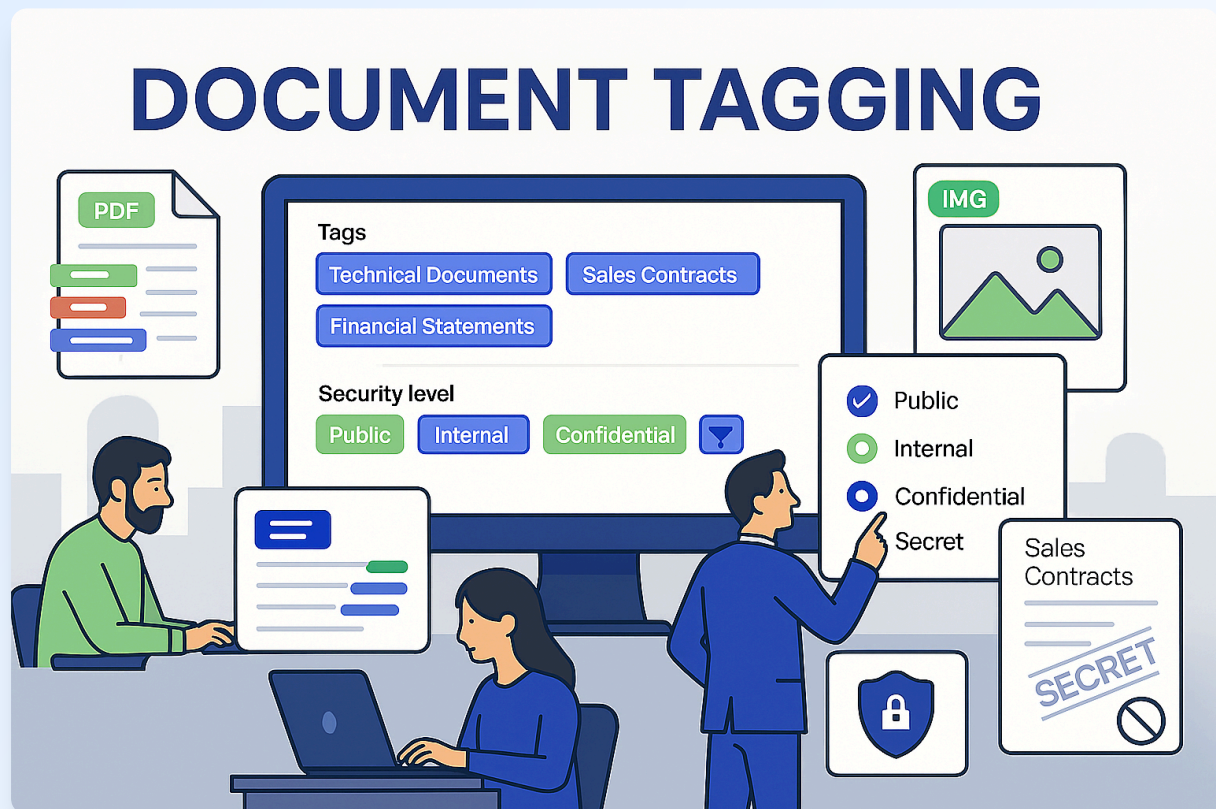 DOCUMENT TAGGING
PDF
Tags
Technical Documents
Sales Contracts
Financial Statements
Security level
Public
Internal
Confidential
IMG
Public
Internal
Confidential
Secret
Sales
Contracts
SECRET